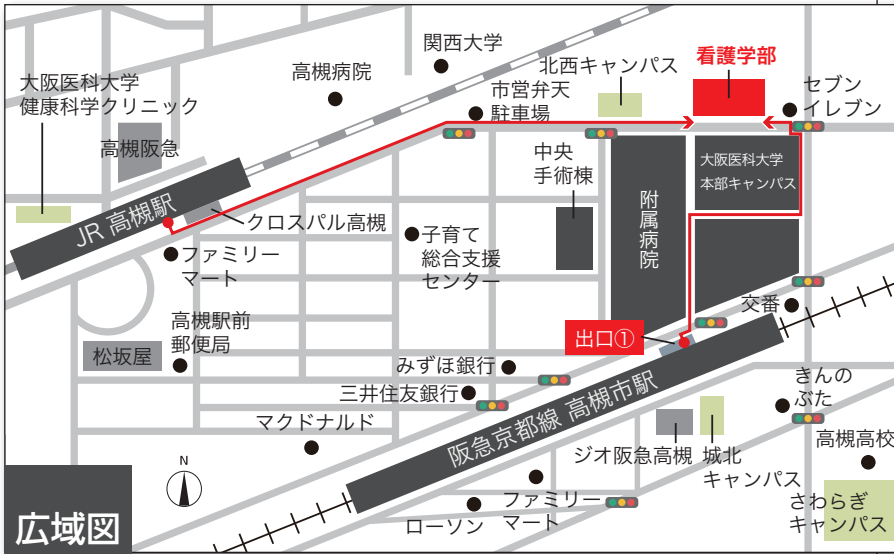 関西大学
高槻病院
大阪医科大学
健康科学クリニック
高槻阪急
市営弁天
駐車場
北西キャンパス
看護学部
セブン
イレブン
中央
手術棟
大阪医科大学
本部キャンパス
附属病院
JR 高槻駅
クロスパル高槻
ファミリー
マート
子育て
総合支援
センター
高槻駅前
郵便局
松坂屋
交番
出口①
みずほ銀行
三井住友銀行
マクドナルド
阪急京都線 高槻市駅
きんの
ぶた
ジオ阪急高槻
城北
キャンパス
高槻高校
さわらぎ
キャンパス
ファミリー
マート
ローソン
N
広域図